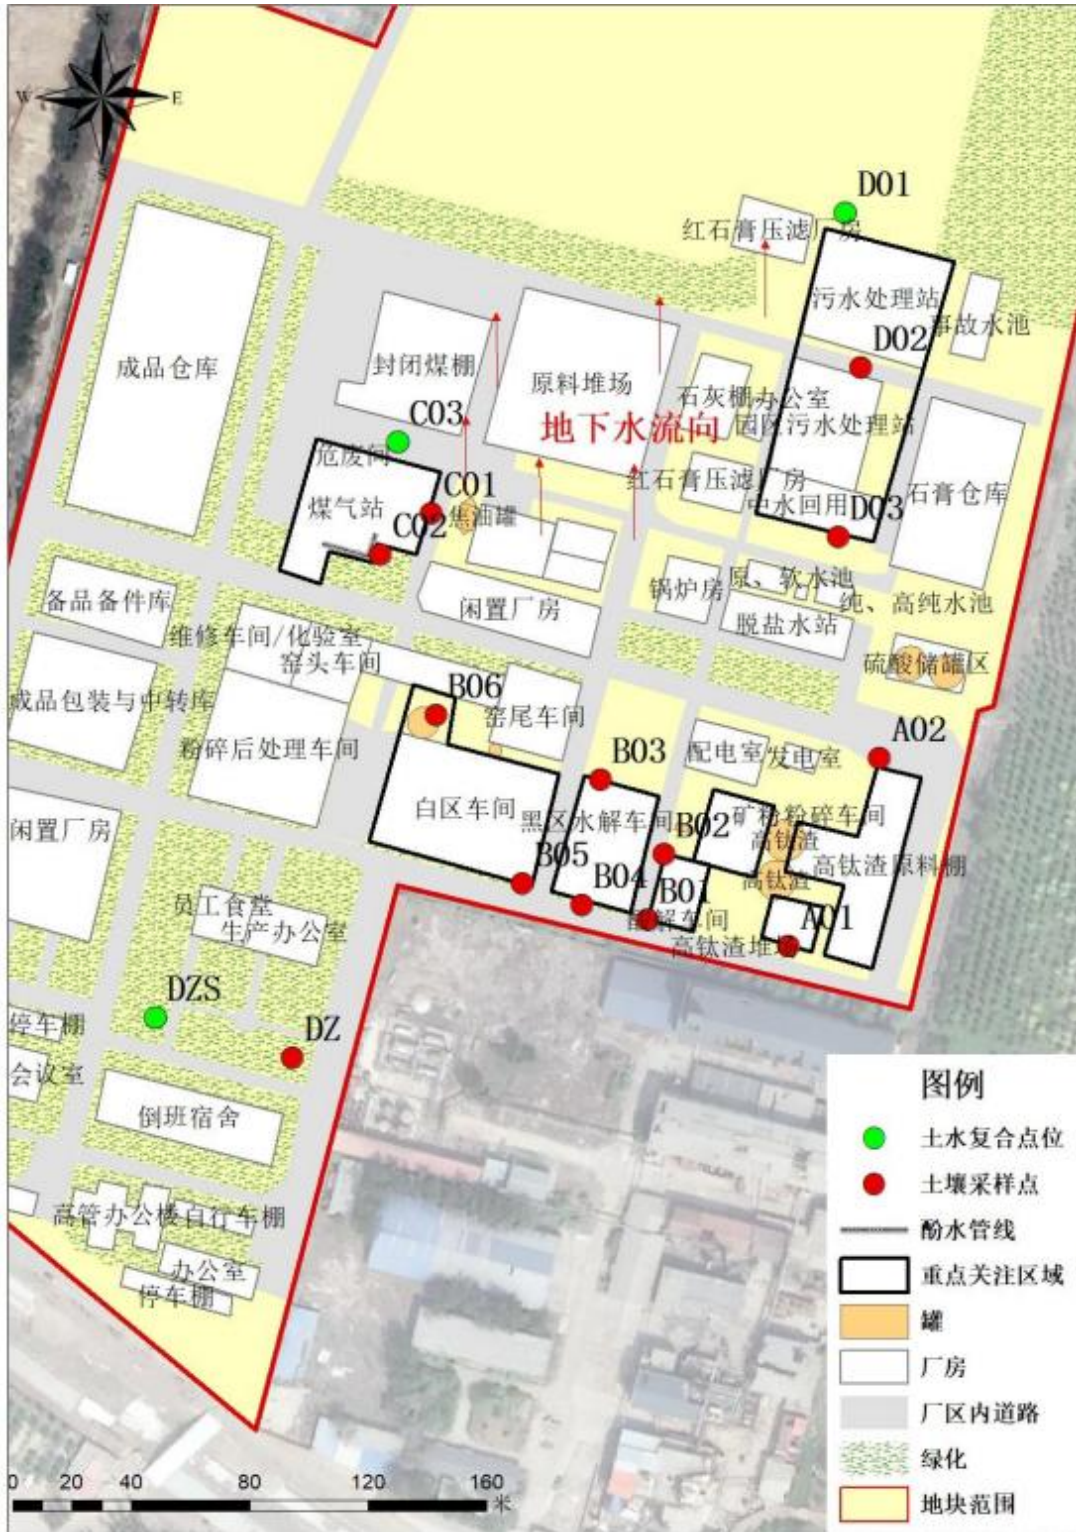 N
W
E
S
D01
红石膏压滤厂房
污水处理站
事故水池
D02
成品仓库
封闭煤棚
原料堆场
石灰棚办公室
园区污水处理站
地下水流向
C03
危废间
红石膏压滤厂房
石膏仓库
C01
中水回用
D03
煤气站
焦油罐
C02
原、软水池
锅炉房
纯、高纯水池
备品备件库
闲置厂房
脱盐水站
维修车间/化验室
窑头车间
硫酸储罐区
成品包装与中转库
B06
窑尾车间
粉碎后处理车间
B03
配电室
发电室
A02
白区车间
黑区水解车间
矿粉粉碎车间
闲置厂房
B02
高钛渣
高钛渣原料棚
B05
高钛渣
B04
B01
员工食堂
酸解车间
A01
生产办公室
高钛渣堆场
DZS
停车棚
DZ
会议室
倒班宿舍
高管办公楼
自行车棚
办公室
停车棚
图例
土水复合点位
土壤采样点
酚水管线
重点关注区域
罐
厂房
厂区内道路
绿化
地块范围
0 20 40 80 120 160
米